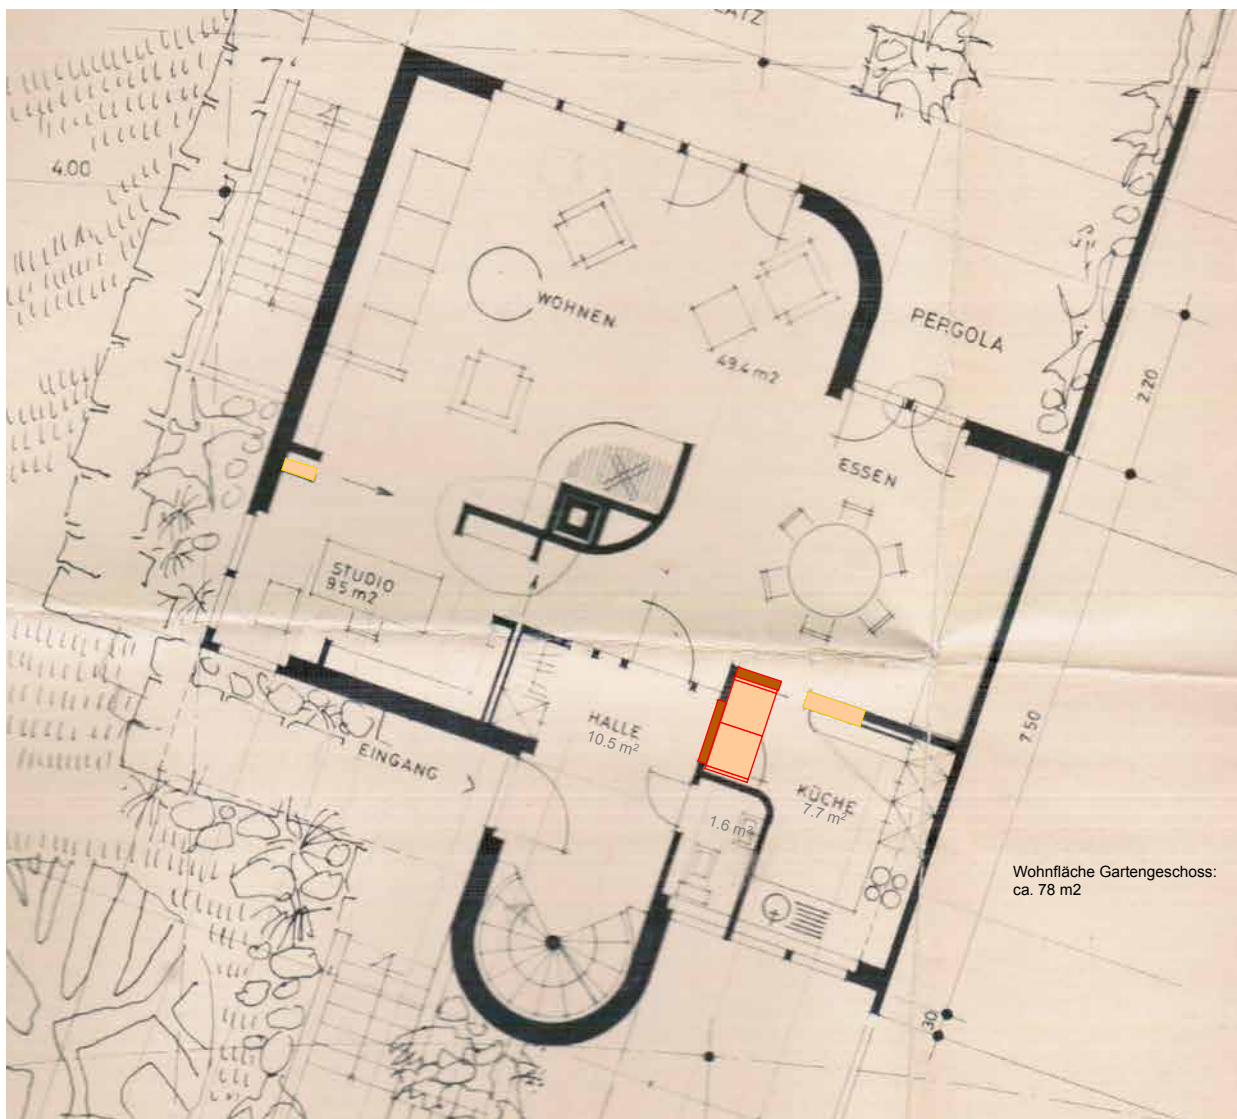 LATZ
4.00
WOHNEN
49.4 m2
PERGOLA
2.20
ESSEN
STUDIO
9.5 m2
7.50
HALLE
10.5 m²
EINGANG
KÜCHE
7.7 m²
1.6 m²
Wohnfläche Gartengeschoss:
ca. 78 m2
30